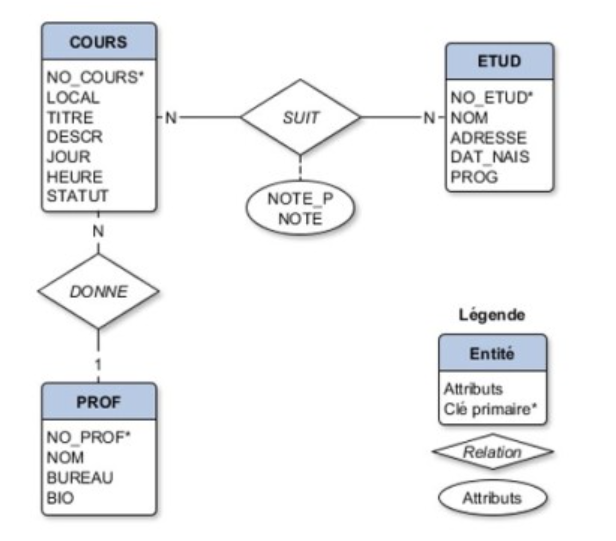 COURS
NO_COURS*
LOCAL
TITRE
DESCR
JOUR
HEURE
STATUT
N
SUIT
N
ETUD
NO_ETUD*
NOM
ADRESSE
DAT_NAIS
PROG
NOTE_P
NOTE
N
DONNE
1
PROF
NO_PROF*
NOM
BUREAU
BIO
Légende
Entité
Attributs
Clé primaire*
Relation
Attributs